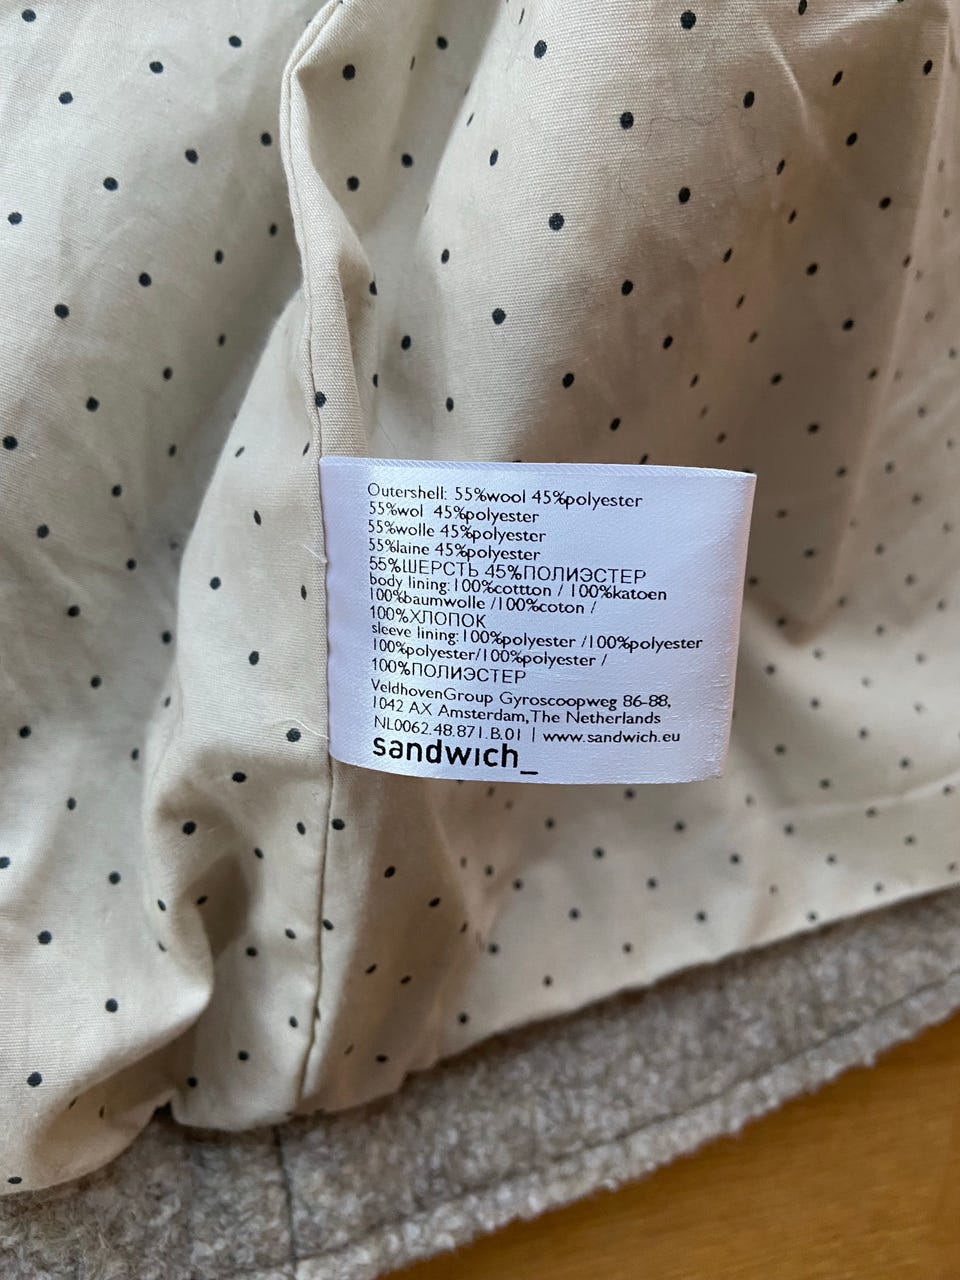 Outershell: 55%wool 45%polyester
55%wol 45%polyester
55%wolle 45%polyester
55%laine 45%polyester
55%ШЕРСТЬ 45%ПОЛИЭСТЕР
body lining:100%cottton / 100%katoen
100%baumwolle /100%coton /
100%ХЛОПОК
sleeve lining:100%polyester /100%polyester
100%polyester/100%polyester /
100%ПОЛИЭСТЕР
VeldhovenGroup Gyroscoopweg 86-88,
1042 AX Amsterdam, The Netherlands
NL0062.48.871.B.01 | www.sandwich.eu
sandwich_